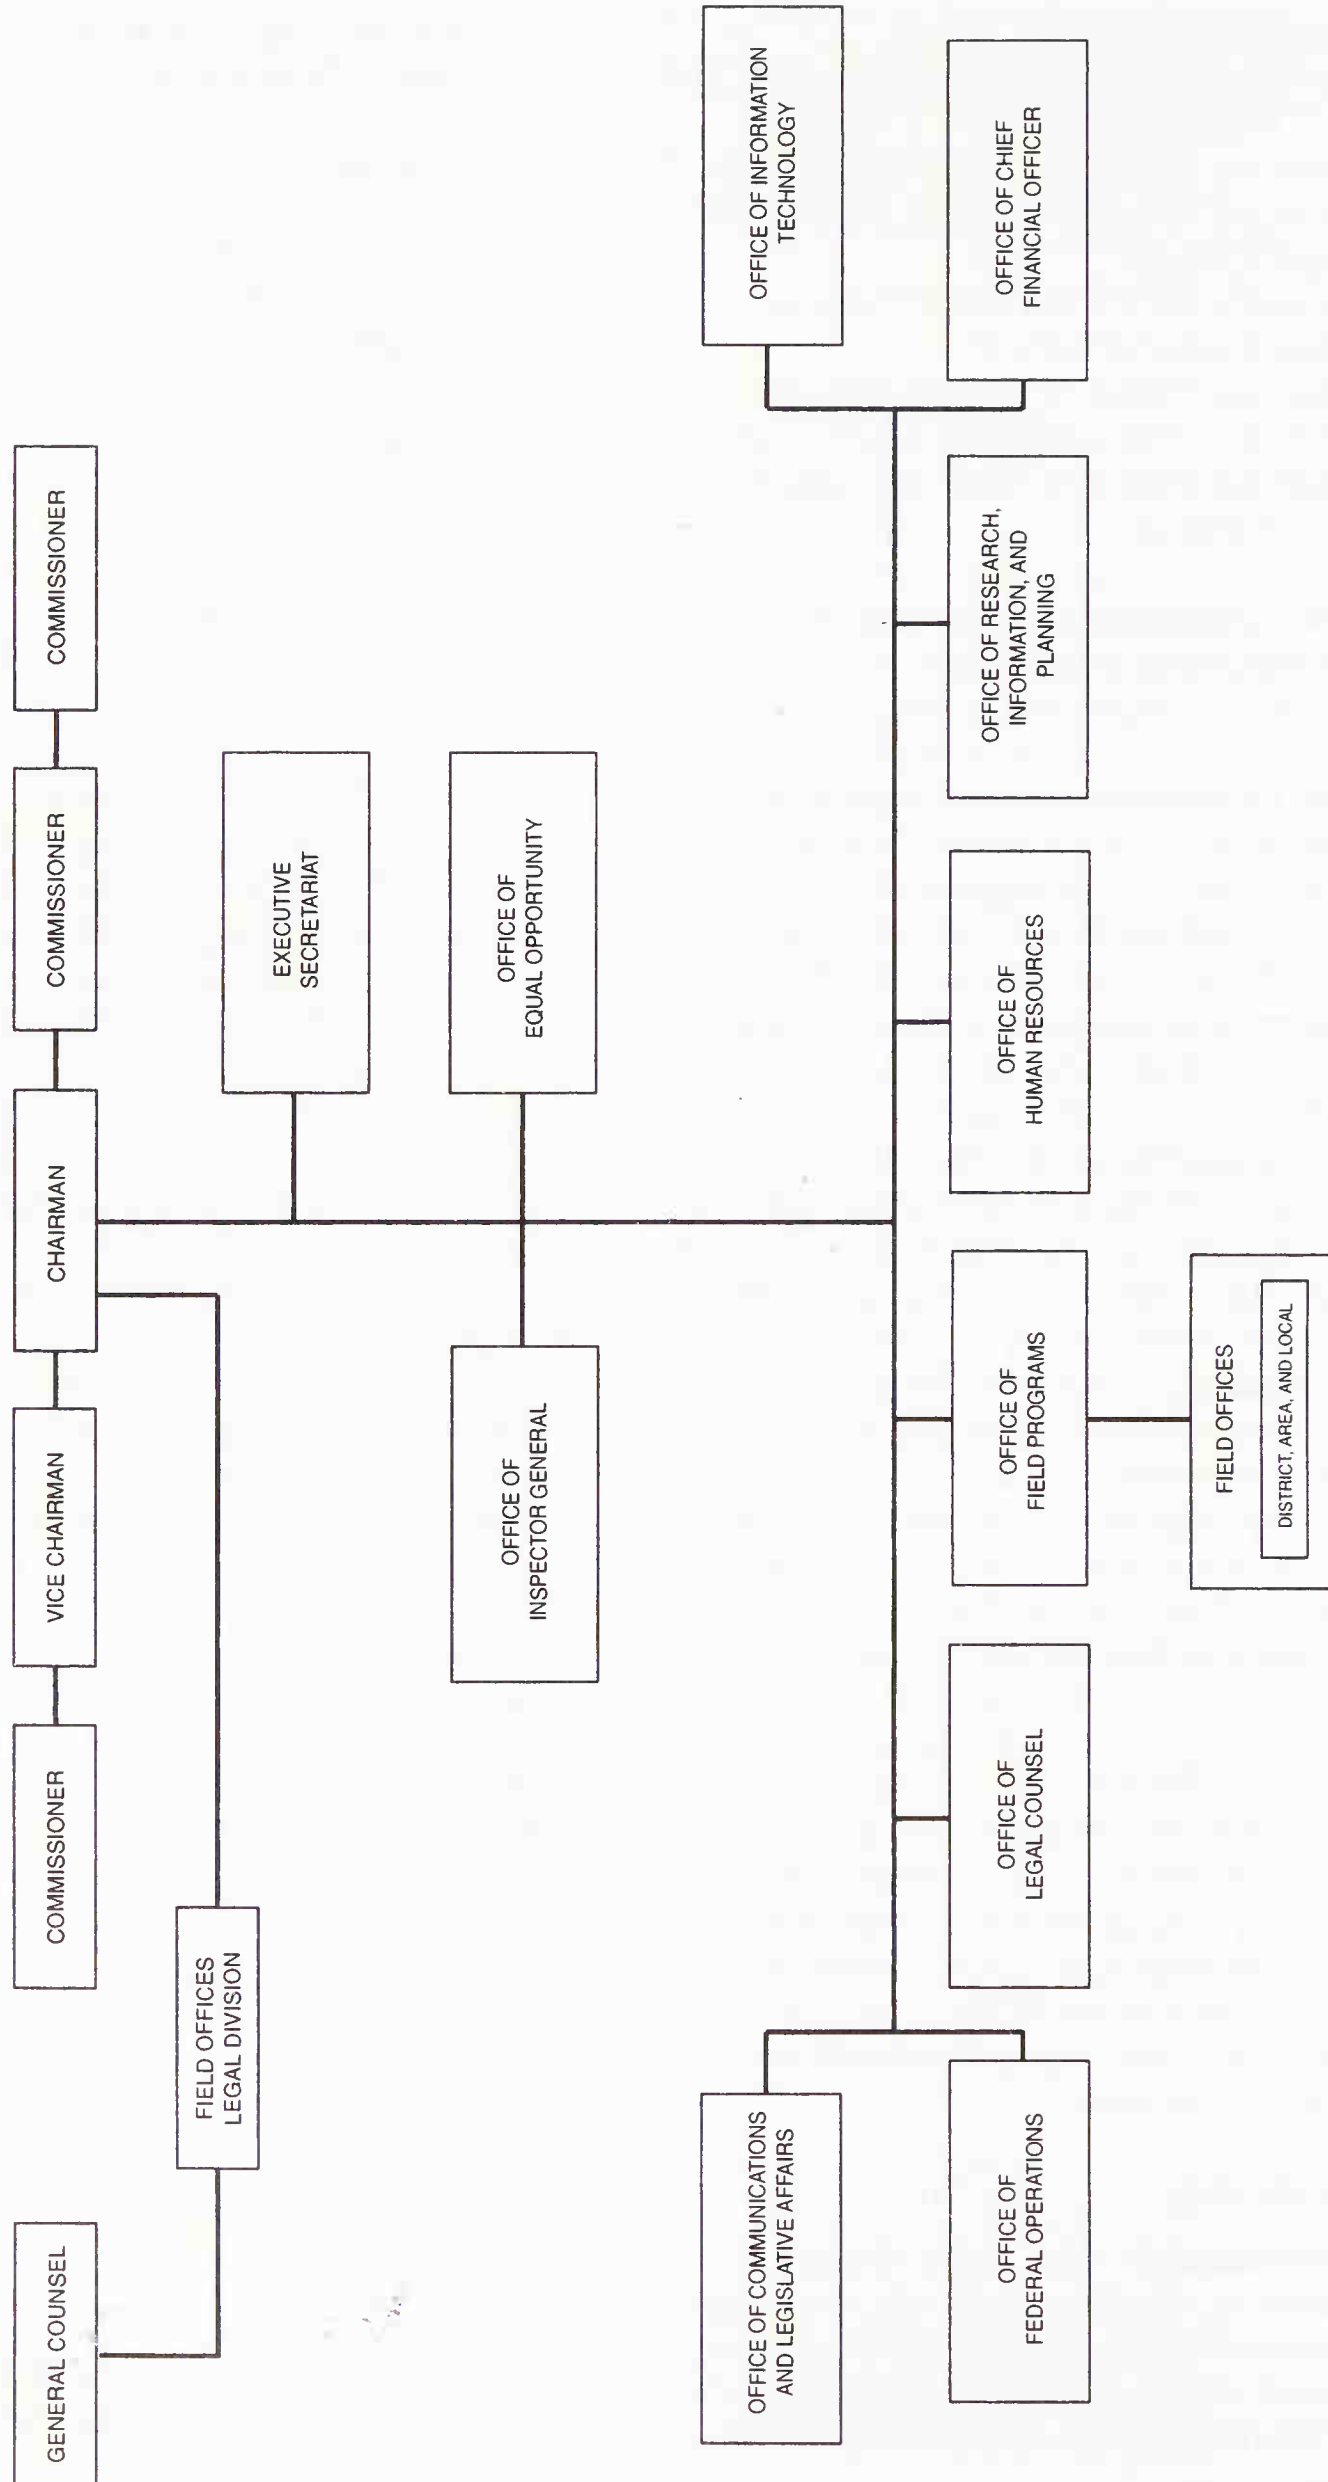 GENERAL COUNSEL
COMMISSIONER
VICE CHAIRMAN
CHAIRMAN
COMMISSIONER
COMMISSIONER
FIELD OFFICES
LEGAL DIVISION
EXECUTIVE
SECRETARIAT
OFFICE OF
INSPECTOR GENERAL
OFFICE OF
EQUAL OPPORTUNITY
OFFICE OF COMMUNICATIONS
AND LEGISLATIVE AFFAIRS
OFFICE OF INFORMATION
TECHNOLOGY
OFFICE OF
FEDERAL OPERATIONS
OFFICE OF
LEGAL COUNSEL
OFFICE OF
FIELD PROGRAMS
OFFICE OF
HUMAN RESOURCES
OFFICE OF RESEARCH,
INFORMATION, AND
PLANNING
OFFICE OF CHIEF
FINANCIAL OFFICER
FIELD OFFICES
DISTRICT, AREA, AND LOCAL